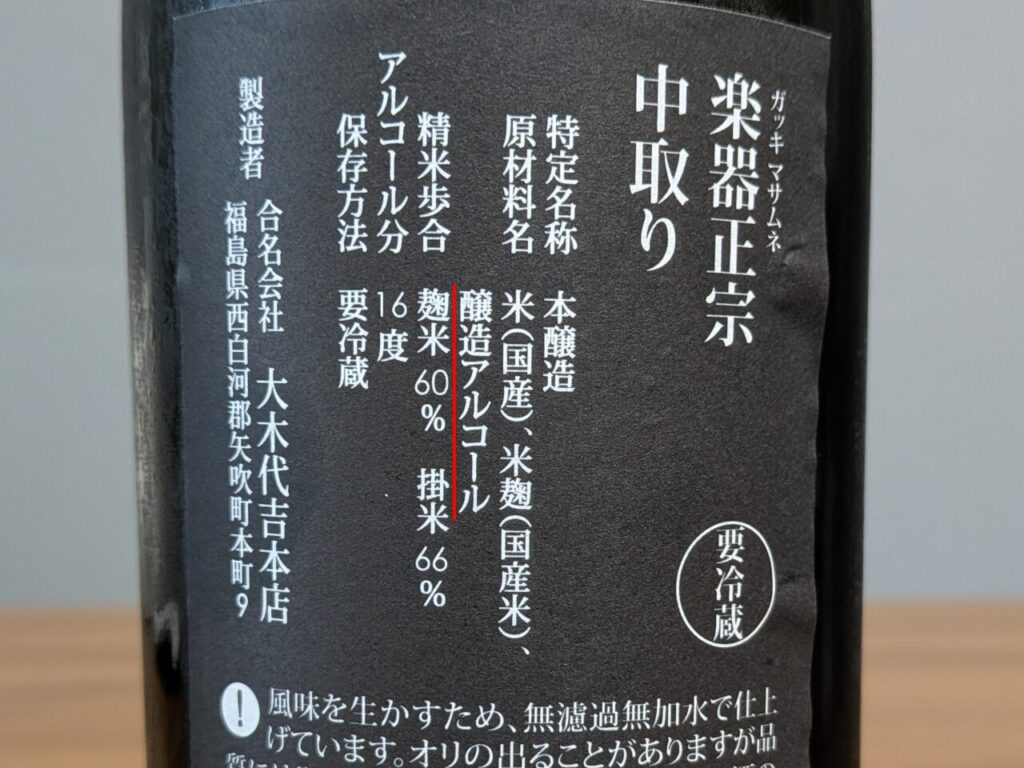 ガッキ マサムネ
楽器正宗
中取り
特定名称 本醸造
原材料名 米(国産)、米麹(国産米)、
醸造アルコール
精米歩合 麹米60% 掛米66%
アルコール分 16度
保存方法 要冷蔵
製造者 合名会社 大木代吉本店
福島県西白河郡矢吹町本町9
要冷蔵
! 風味を生かすため、無濾過無加水で仕上
げています。オリの出ることがありますが品